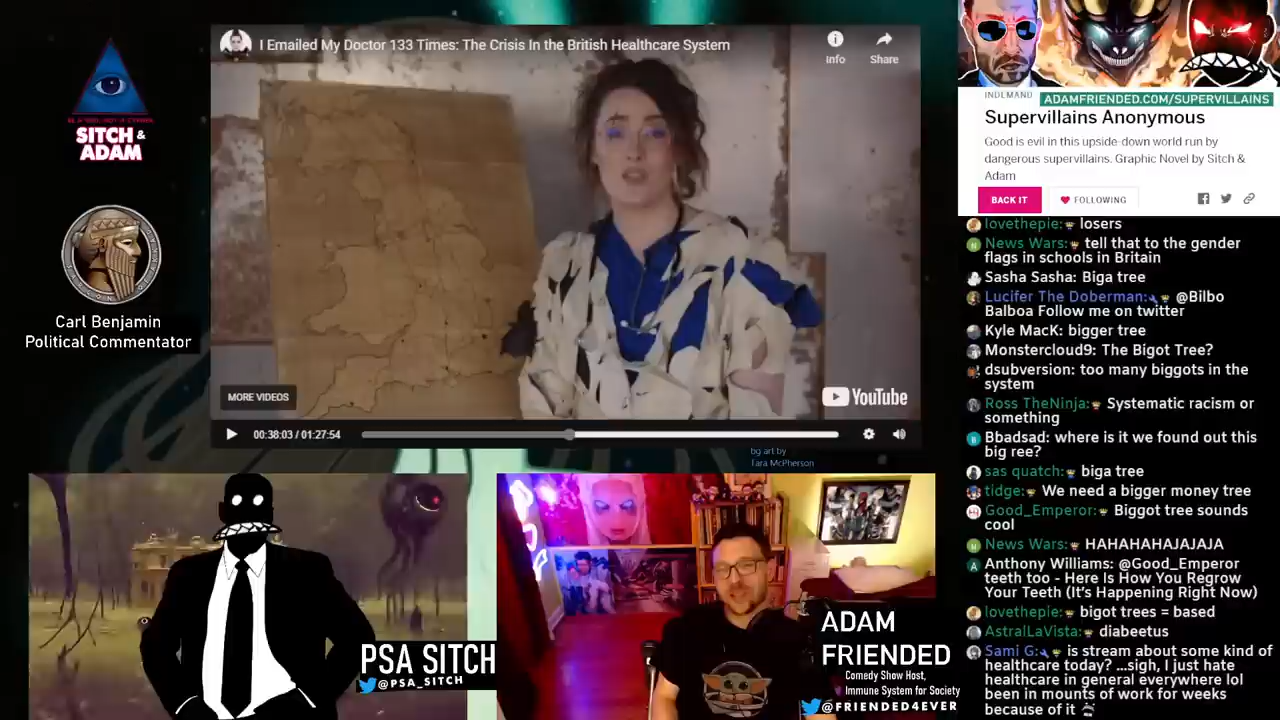 I Emailed My Doctor 133 Times: The Crisis In the British Healthcare System
Info
Share
MORE VIDEOS
YouTube
00:38:03 / 01:27:54
SITCH &
ADAM
Carl Benjamin
Political Commentator
bg art by
Tara McPherson
PSA SITCH
@PSA_SITCH
ADAM
FRIENDED
Comedy Show Host,
Immune System for Society
@FRIENDED4EVER
INDEMAND
ADAMFRIENDED.COM/SUPERVILLAINS
Supervillains Anonymous
Good is evil in this upside-down world run by
dangerous supervillains. Graphic Novel by Sitch &
Adam
BACK IT
FOLLOWING
lovethepie: losers
News Wars: tell that to the gender
flags in schools in Britain
Sasha Sasha: Biga tree
Lucifer The Doberman: @Bilbo
Balboa Follow me on twitter
Kyle MacK: bigger tree
Monstercloud9: The Bigot Tree?
dsubversion: too many biggots in the
system
Ross TheNinja: Systematic racism or
something
Bbadsad: where is it we found out this
big ree?
sas quatch: biga tree
tidge: We need a bigger money tree
Good_Emperor: Biggot tree sounds
cool
News Wars: HAHAHAHAJAJAJA
Anthony Williams: @Good_Emperor
teeth too - Here Is How You Regrow
Your Teeth (It's Happening Right Now)
lovethepie: bigot trees = based
AstralLaVista: diabeetus
Sami G: is stream about some kind of
healthcare today? ...sigh, I just hate
healthcare in general everywhere lol
been in mounts of work for weeks
because of it